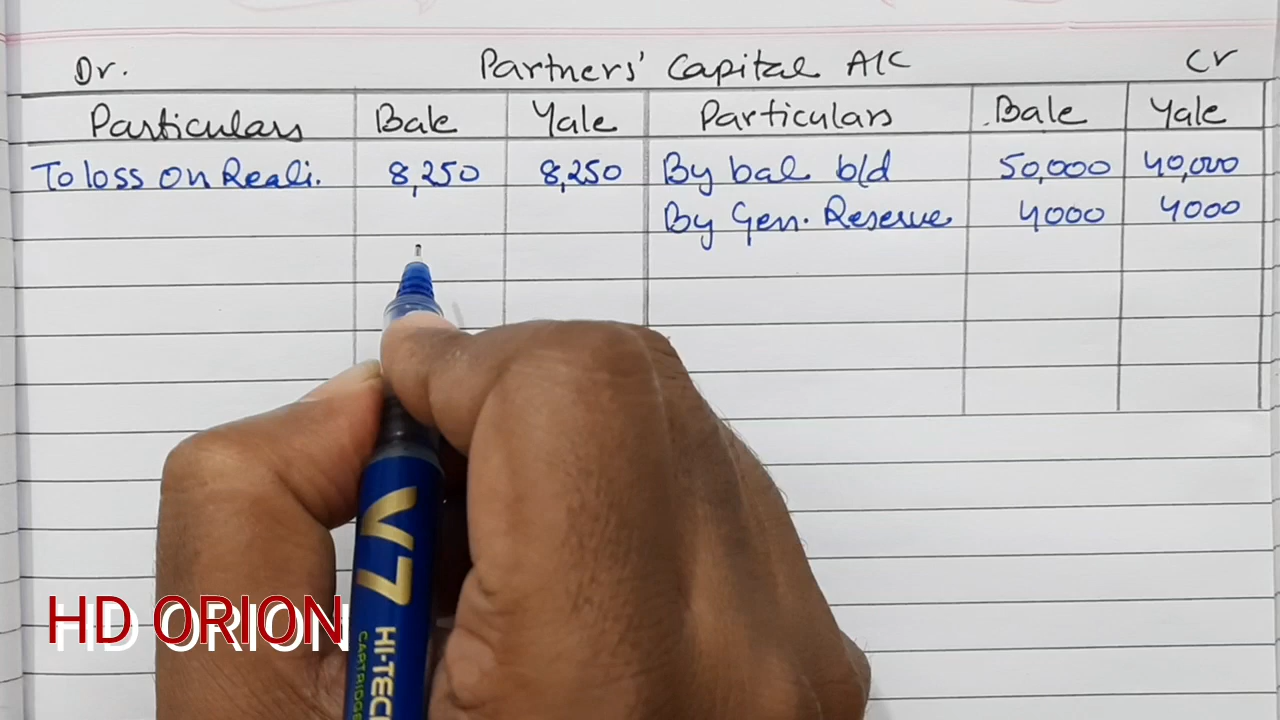 Dr. Partners' Capital A/C Cr
Particulars Bale Yale Particulars Bale Yale
To loss on Reali. 8,250 8,250 By bal b/d 50,000 40,000
By Gen. Reserve 4000 4000
V7
HI-TEC
CARTRIDGE
HD ORION